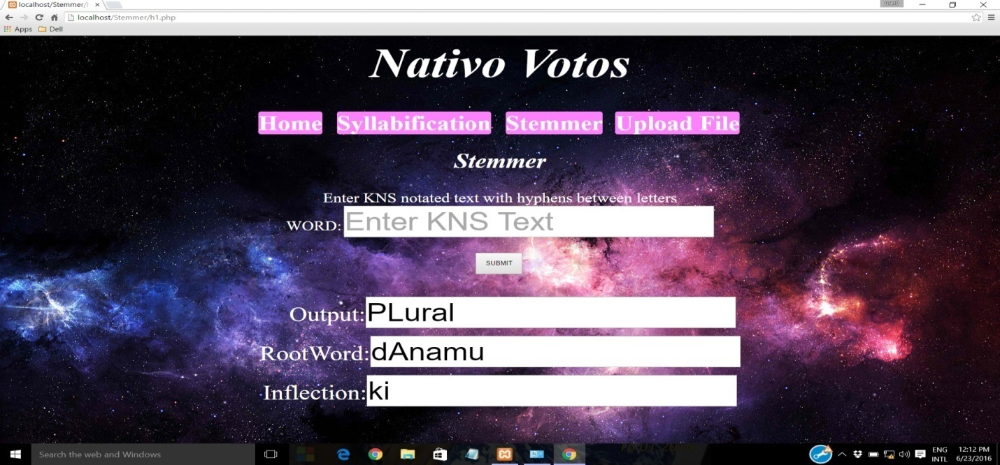 localhost/Stemmer/
user0
localhost/Stemmer/h1.php
Apps Dell
Nativo Votos
Home Syllabification Stemmer Upload File
Stemmer
Enter KNS notated text with hyphens between letters
WORD: Enter KNS Text
SUBMIT
Output: PLural
RootWord: dAnamu
Inflection: ki
Search the web and Windows
ENG
INTL
12:12 PM
6/23/2016